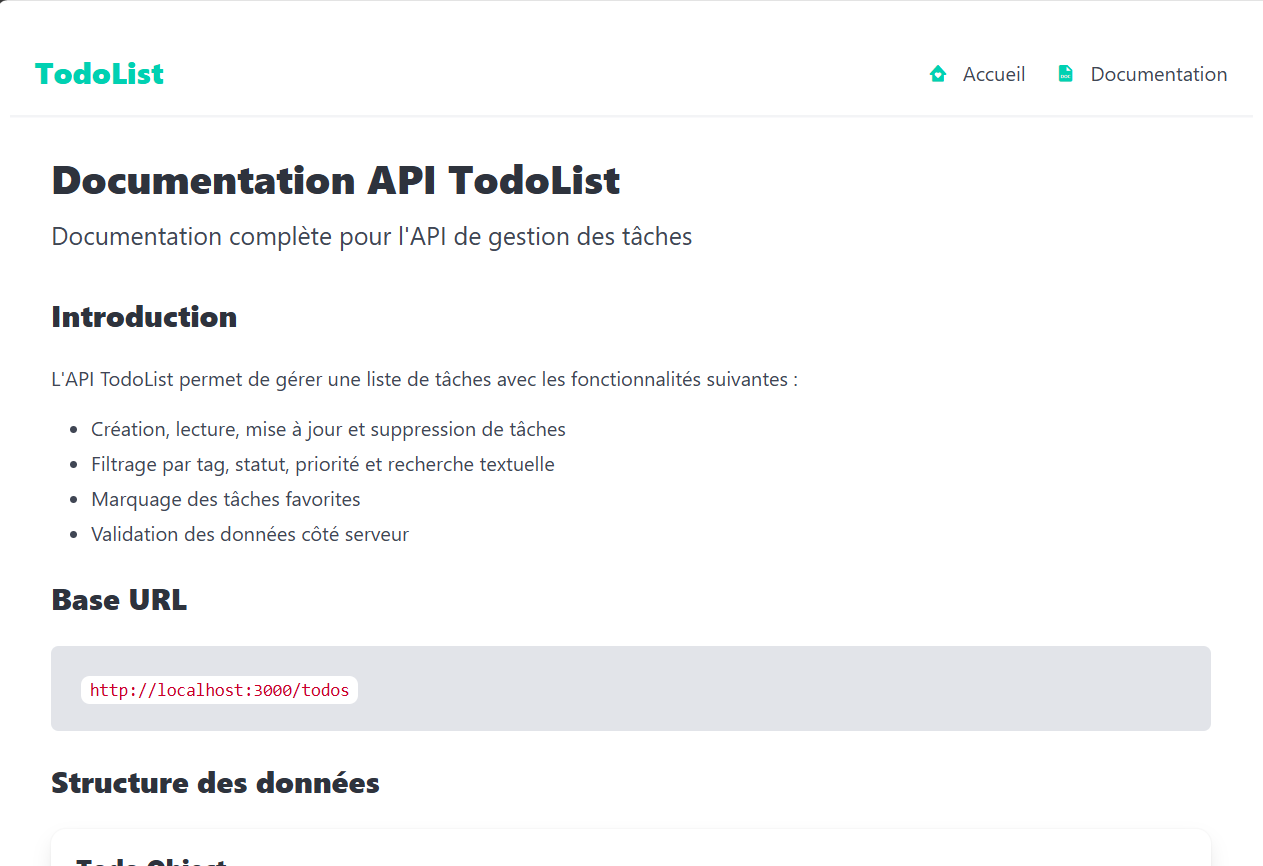 TodoList
Accueil
Documentation
Documentation API TodoList
Documentation complète pour l'API de gestion des tâches
Introduction
L'API TodoList permet de gérer une liste de tâches avec les fonctionnalités suivantes :
Création, lecture, mise à jour et suppression de tâches
Filtrage par tag, statut, priorité et recherche textuelle
Marquage des tâches favorites
Validation des données côté serveur
Base URL
http://localhost:3000/todos
Structure des données
Todo Object